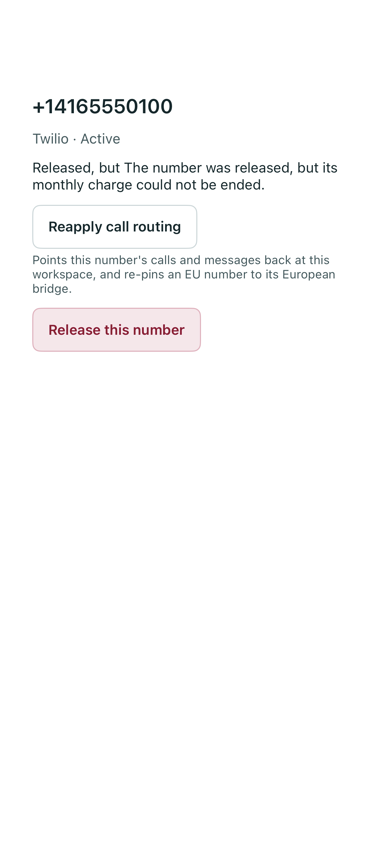 +14165550100
Twilio · Active
Released, but The number was released, but its
monthly charge could not be ended.
Reapply call routing
Points this number's calls and messages back at this
workspace, and re-pins an EU number to its European
bridge.
Release this number